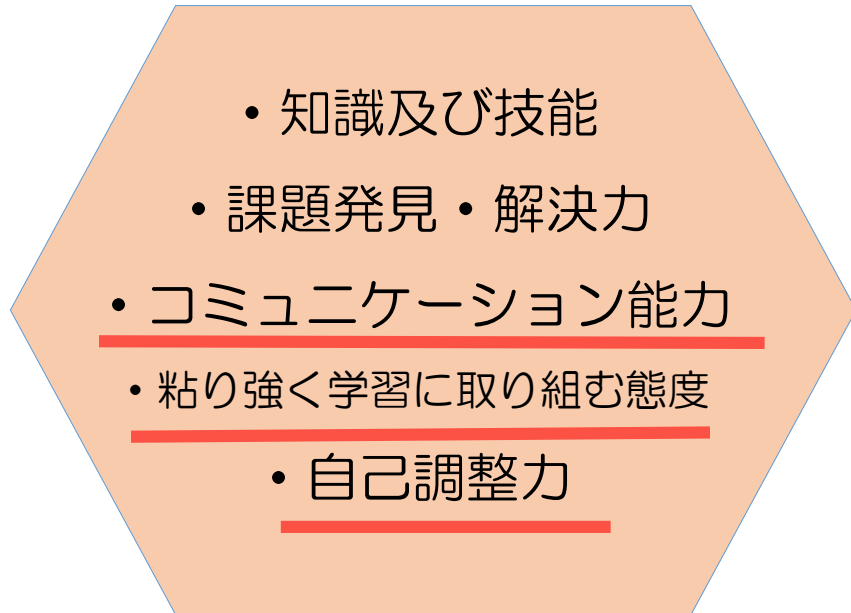 ・知識及び技能
・課題発見・解決力
・コミュニケーション能力
・粘り強く学習に取り組む態度
・自己調整力